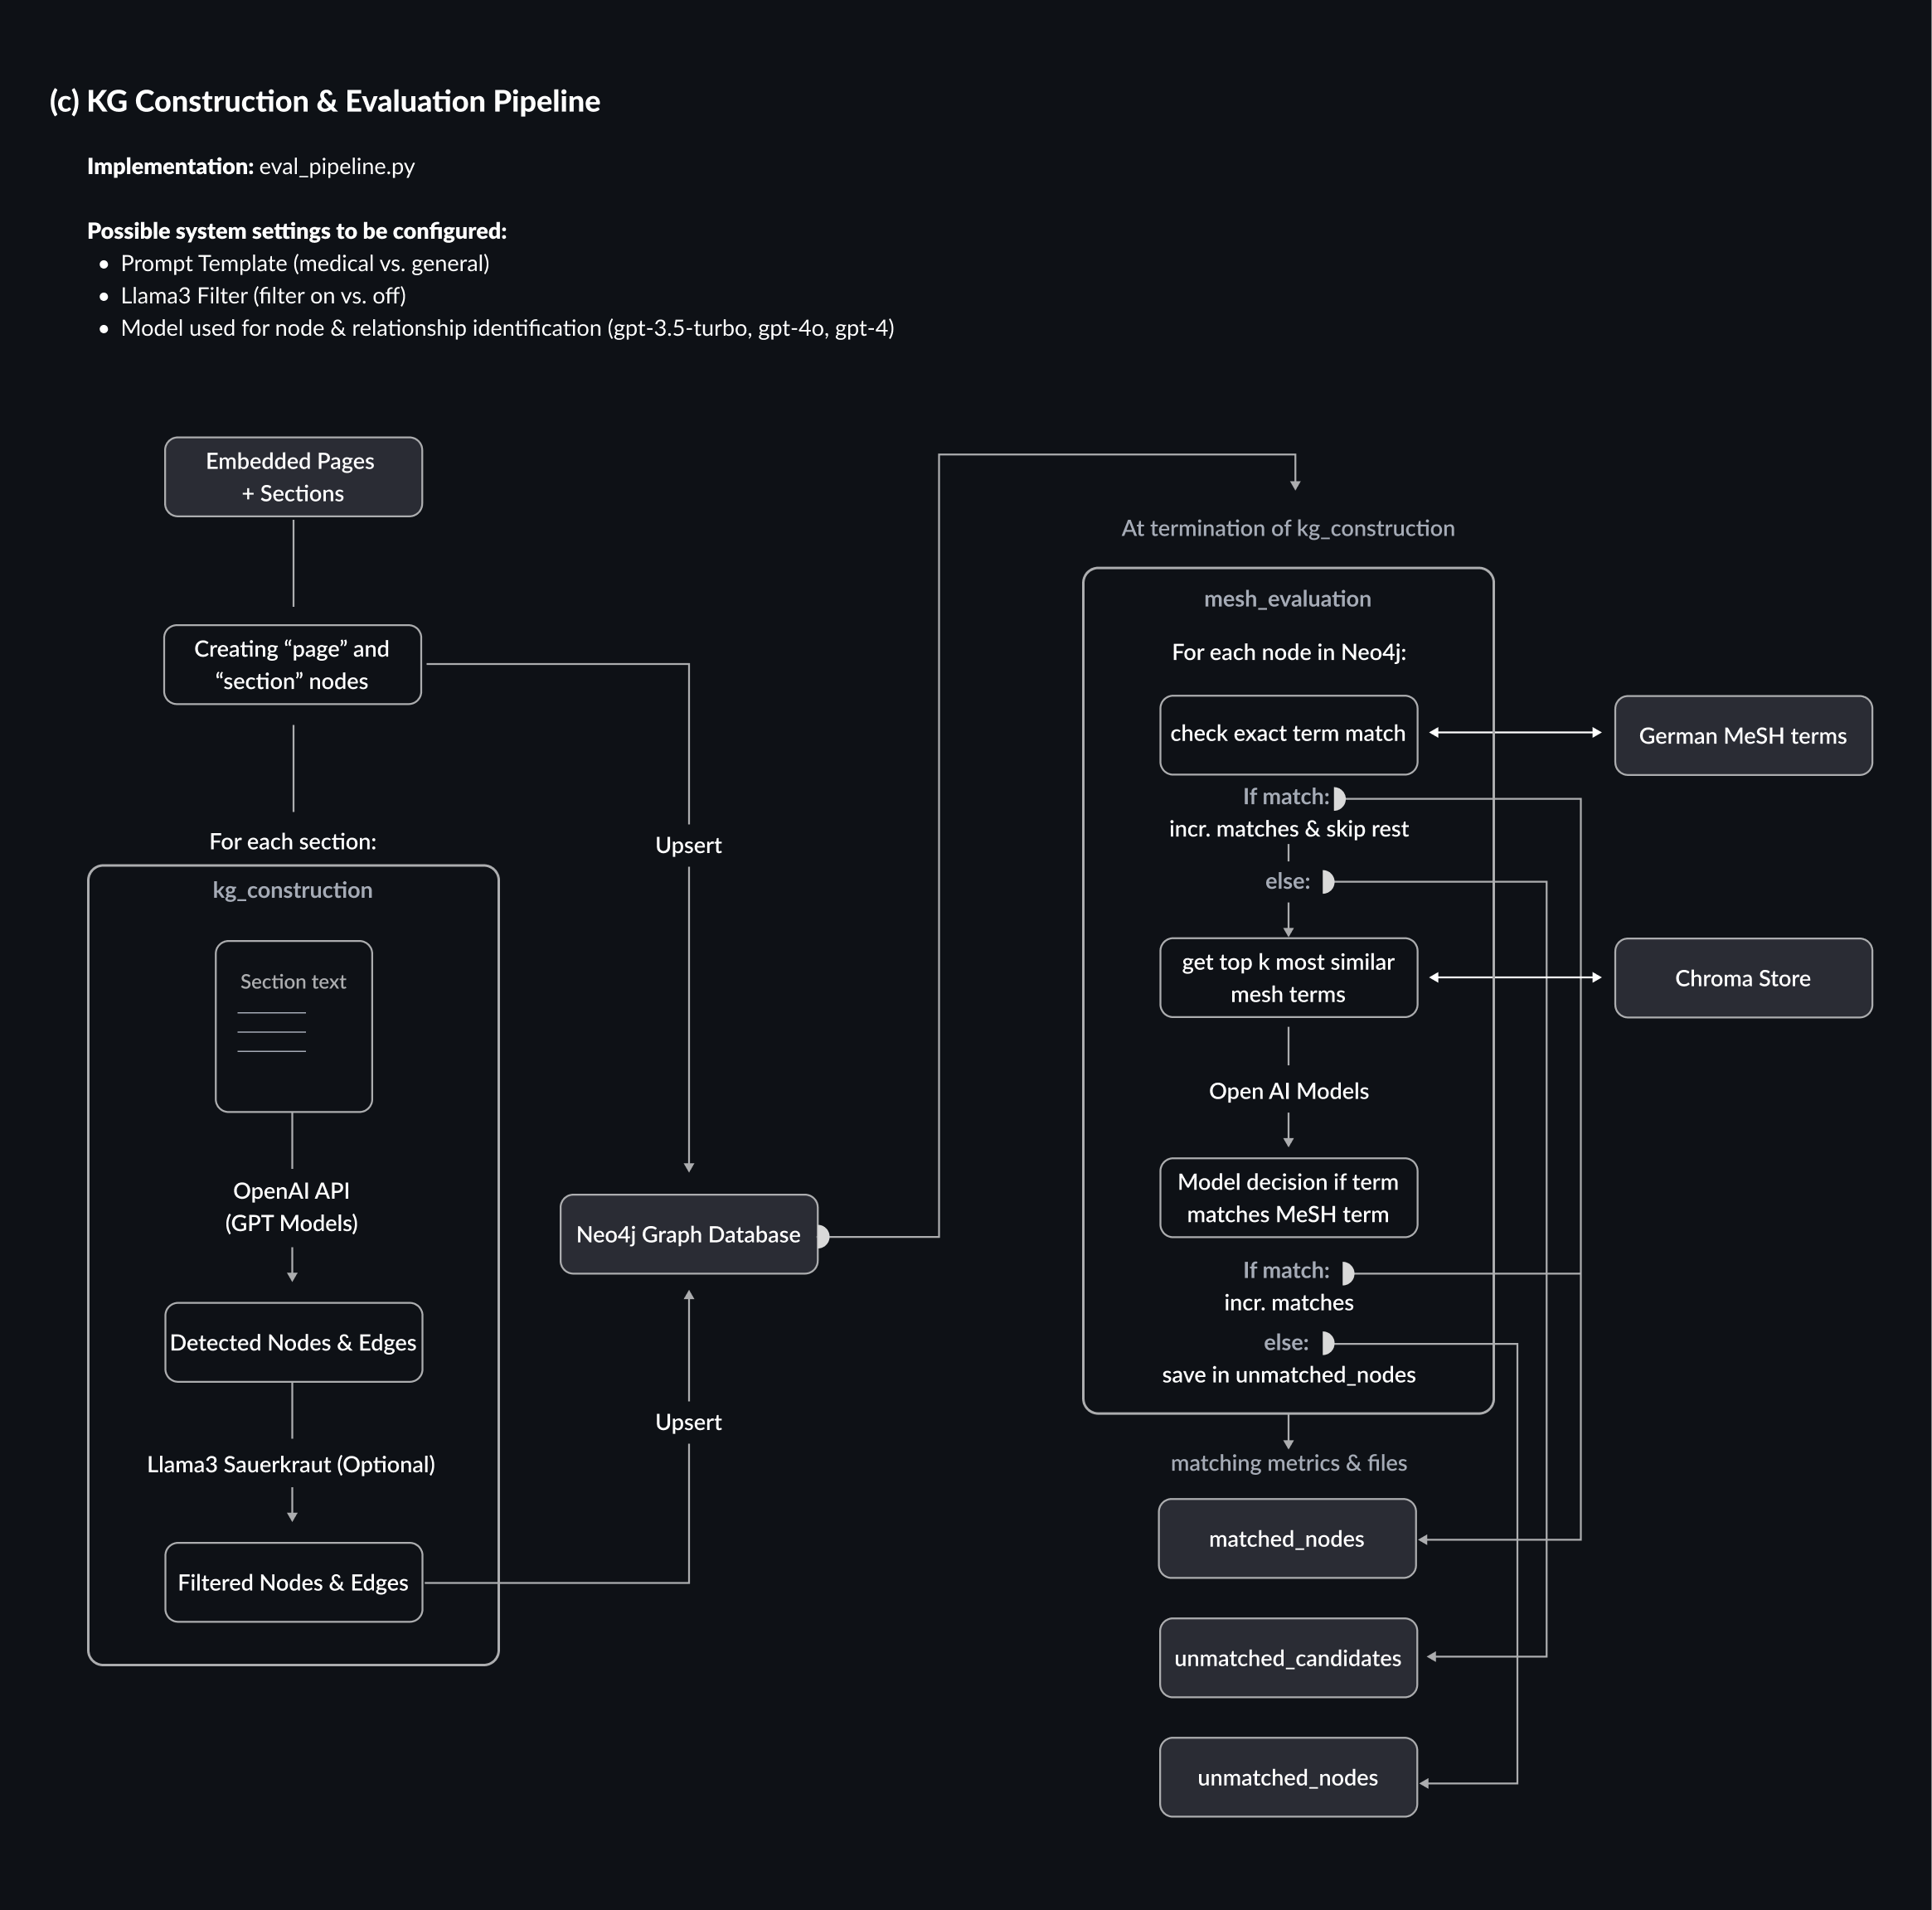 (c) KG Construction & Evaluation Pipeline
Implementation: eval_pipeline.py
Possible system settings to be configured:
• Prompt Template (medical vs. general)
• Llama3 Filter (filter on vs. off)
• Model used for node & relationship identification (gpt-3.5-turbo, gpt-4o, gpt-4)
Embedded Pages
+ Sections
Creating “page” and
“section” nodes
For each section:
kg_construction
Section text
OpenAI API
(GPT Models)
Detected Nodes & Edges
Llama3 Sauerkraut (Optional)
Filtered Nodes & Edges
Upsert
Neo4j Graph Database
Upsert
At termination of kg_construction
mesh_evaluation
For each node in Neo4j:
check exact term match
German MeSH terms
If match:
incr. matches & skip rest
else:
get top k most similar
mesh terms
Chroma Store
Open AI Models
Model decision if term
matches MeSH term
If match:
incr. matches
else:
save in unmatched_nodes
matching metrics & files
matched_nodes
unmatched_candidates
unmatched_nodes